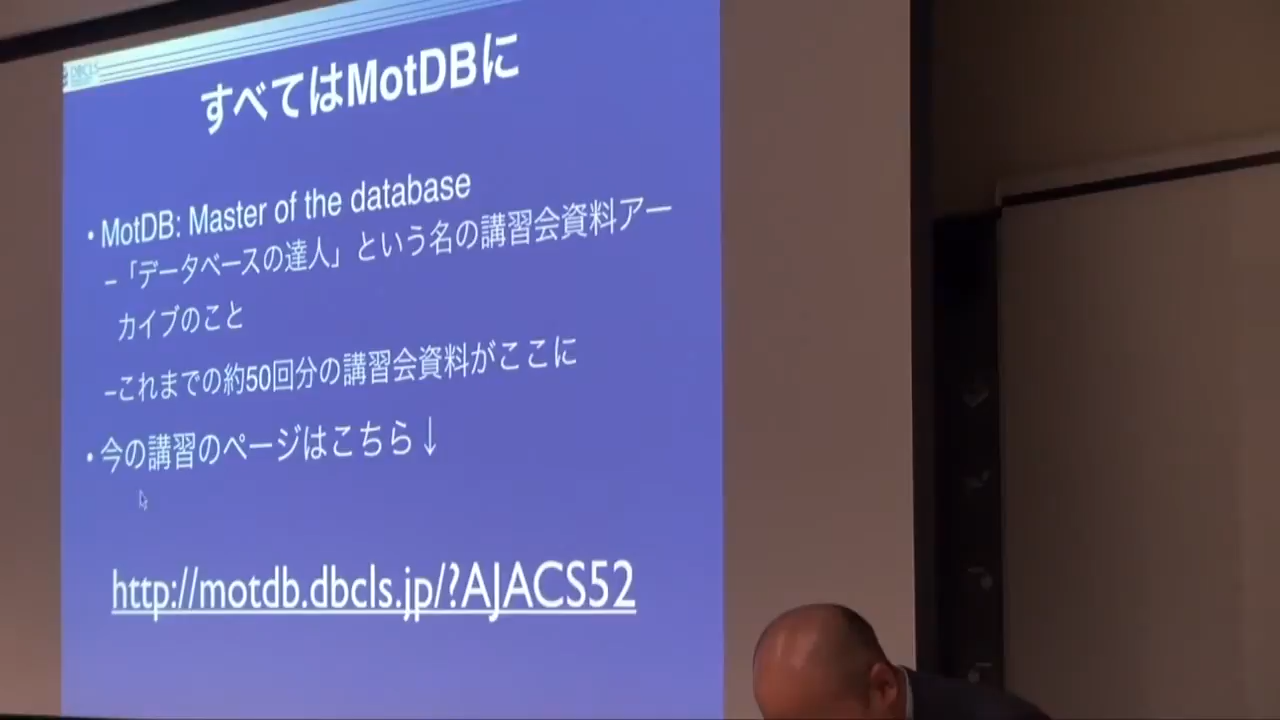 DBCLS
すべてはMotDBに
• MotDB: Master of the database
–「データベースの達人」という名の講習会資料アー
カイブのこと
–これまでの約50回分の講習会資料がここに
• 今の講習のページはこちら↓
http://motdb.dbcls.jp/?AJACS52